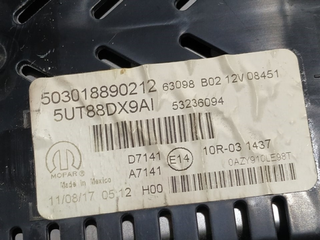 503018890212 63098 B02 12V 08451
5UT88DX9AI 53236094
MOPAR
Made in Mexico
D7141 E14 10R-03 1437
A7141
11/08/17 05 12 H00